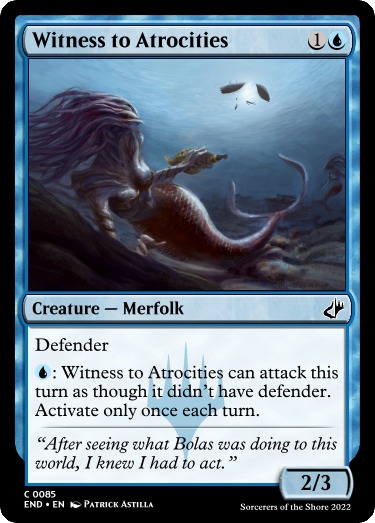 Witness to Atrocities 1
Creature — Merfolk
Defender
: Witness to Atrocities can attack this
turn as though it didn't have defender.
Activate only once each turn.
“After seeing what Bolas was doing to this
world, I knew I had to act.”
2/3
C 0085
END • EN Patrick Astilla
Sorcerers of the Shore 2022